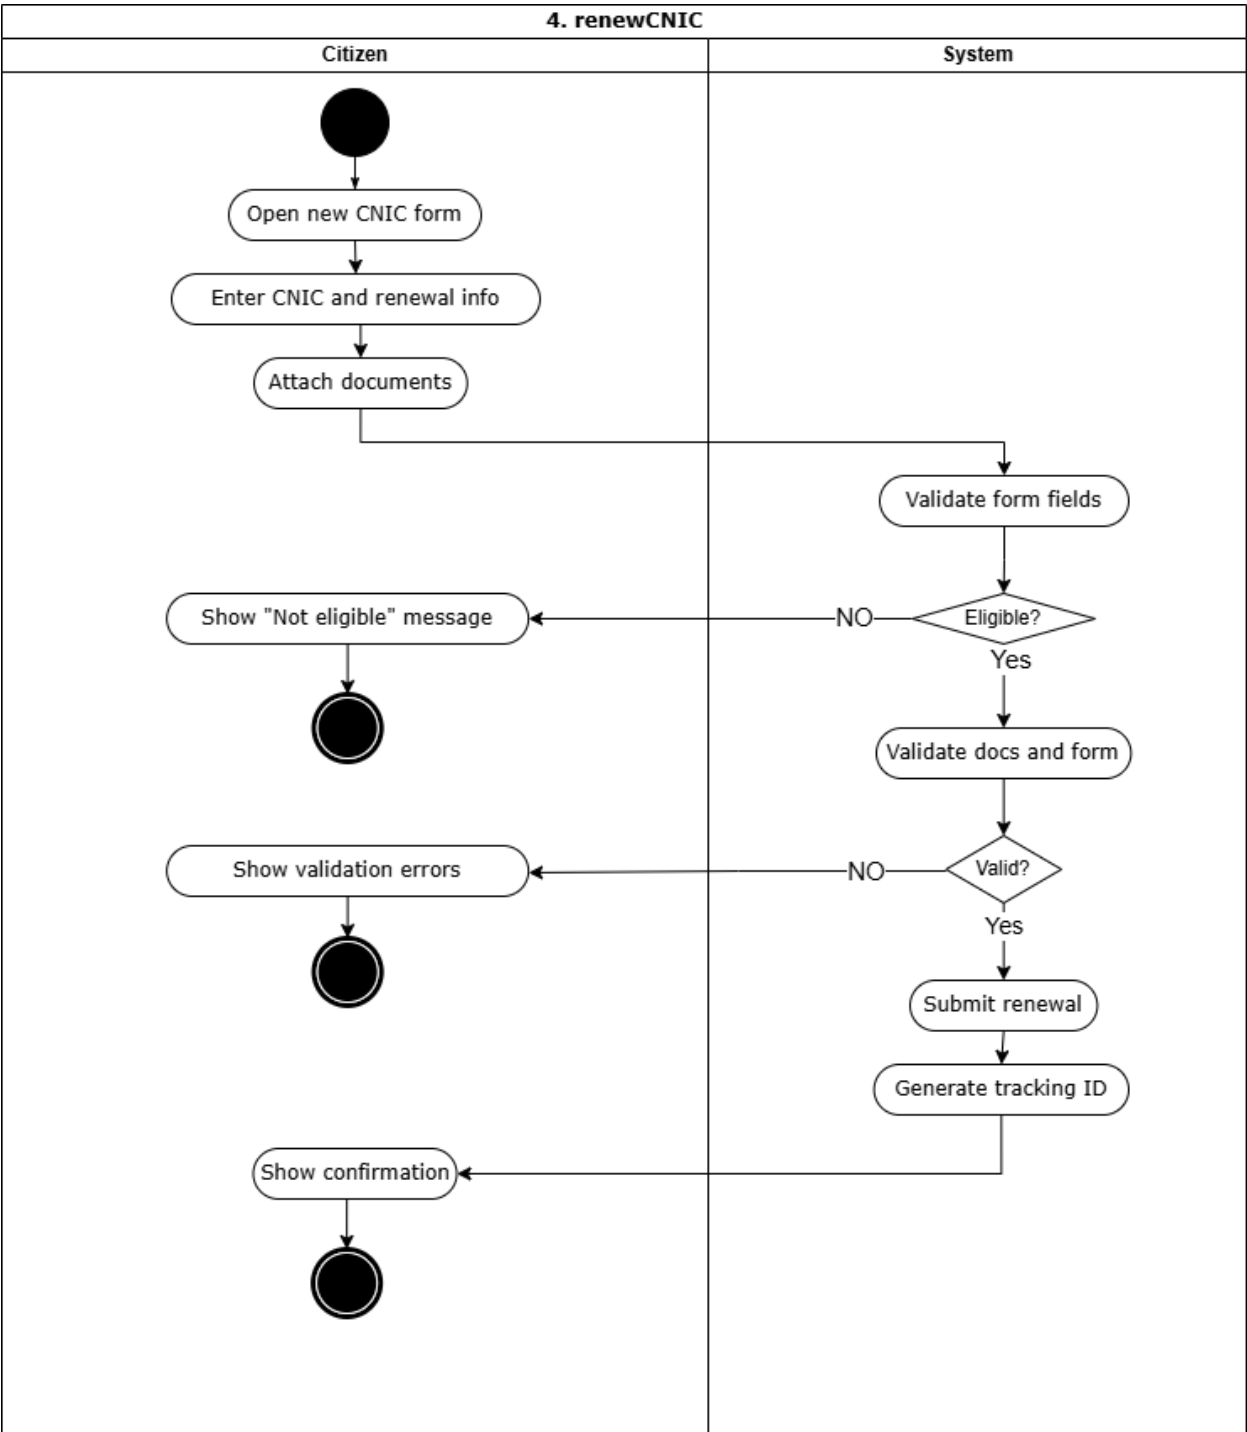 4. renewCNIC
Citizen
System
Open new CNIC form
Enter CNIC and renewal info
Attach documents
Validate form fields
Show "Not eligible" message
NO
Eligible?
Yes
Validate docs and form
Show validation errors
NO
Valid?
Yes
Submit renewal
Generate tracking ID
Show confirmation